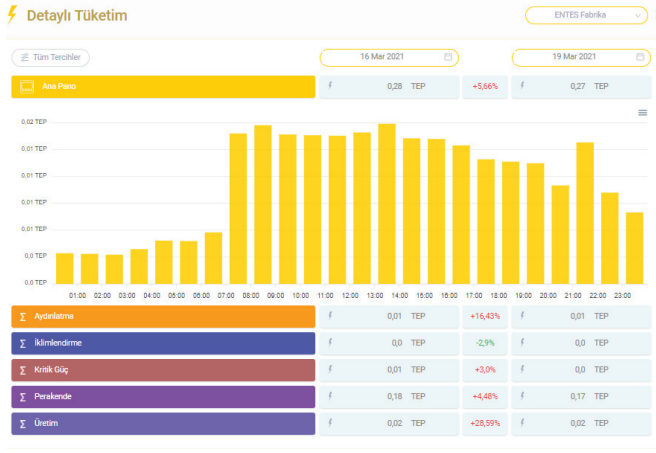 Detaylı Tüketim
ENTES Fabrika
Tüm Tercihler
16 Mar 2021
19 Mar 2021
Ana Pano
0,28 TEP
+5,66%
0,27 TEP
0,02 TEP
0,01 TEP
0,01 TEP
0,01 TEP
0,01 TEP
0,0 TEP
0,0 TEP
01:00 02:00 03:00 04:00 05:00 06:00 07:00 08:00 09:00 10:00 11:00 12:00 13:00 14:00 15:00 16:00 17:00 18:00 19:00 20:00 21:00 22:00 23:00
Σ Aydınlatma
0,01 TEP
+16,43%
0,01 TEP
Σ İklimlendirme
0,0 TEP
-2,9%
0,0 TEP
Σ Kritik Güç
0,01 TEP
+3,0%
0,0 TEP
Σ Perakende
0,18 TEP
+4,48%
0,17 TEP
Σ Üretim
0,02 TEP
+28,59%
0,02 TEP